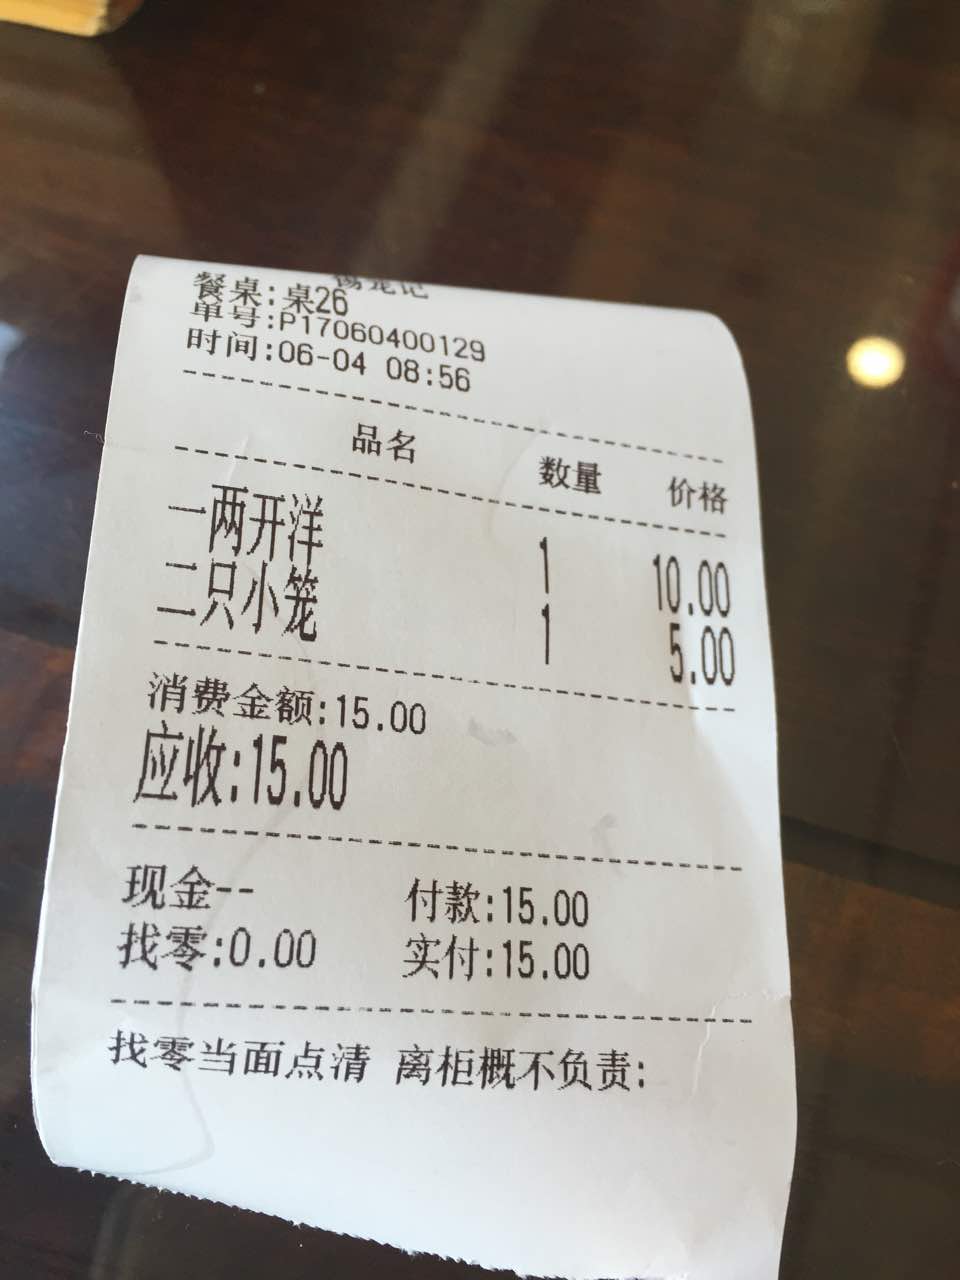 锡笼记
餐桌:桌26
单号:P17060400129
时间:06-04 08:56
品名 数量 价格
一两开洋 1 10.00
二只小笼 1 5.00
消费金额:15.00
应收:15.00
现金-- 付款:15.00
找零:0.00 实付:15.00
找零当面点清 离柜概不负责: